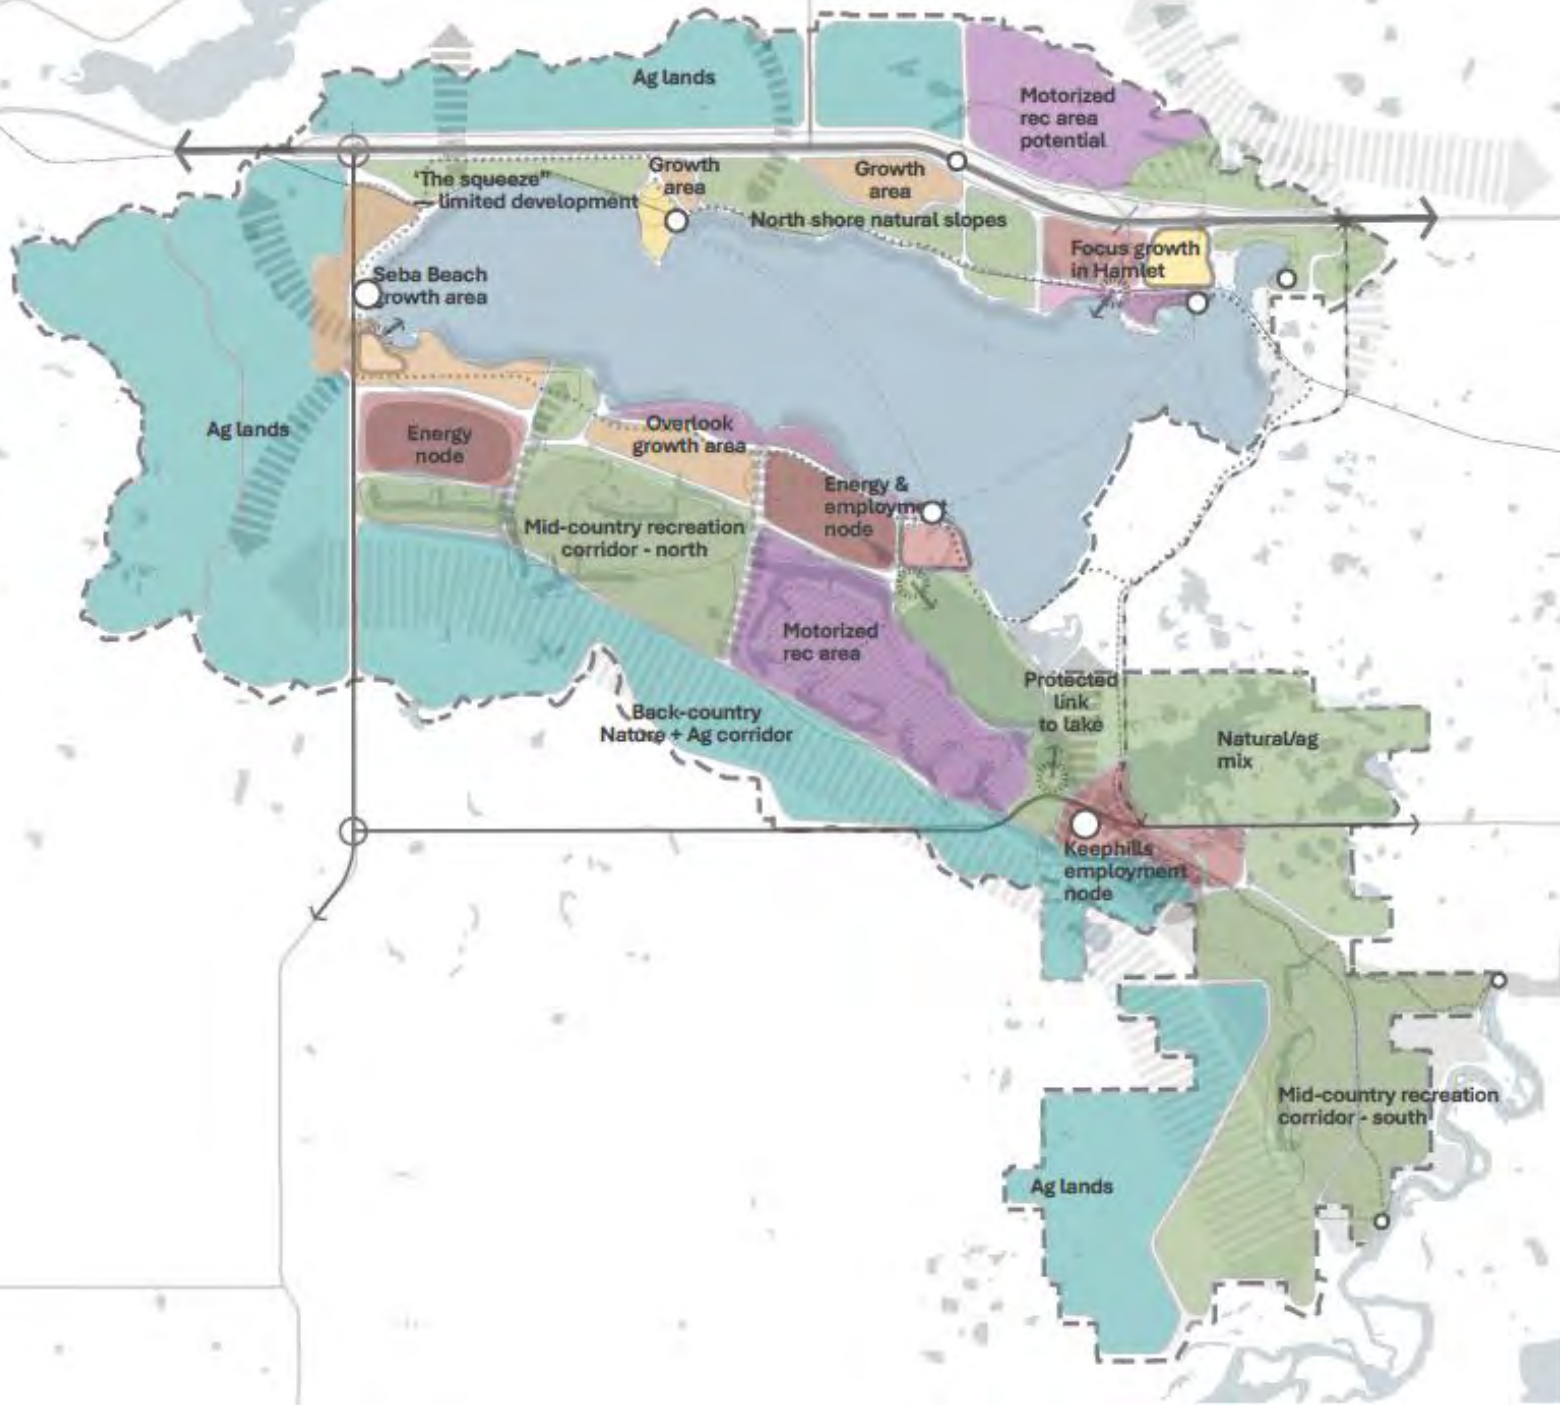 Ag lands
Motorized
rec area
potential
'The squeeze"
— limited development
Growth
area
Growth
area
North shore natural slopes
Focus growth
in Hamlet
Seba Beach
growth area
Ag lands
Energy
node
Overlook
growth area
Energy &
employment
node
Mid-country recreation
corridor - north
Motorized
rec area
Protected
link
to lake
Back-country
Nature + Ag corridor
Natural/ag
mix
Keephills
employment
node
Mid-country recreation
corridor - south
Ag lands